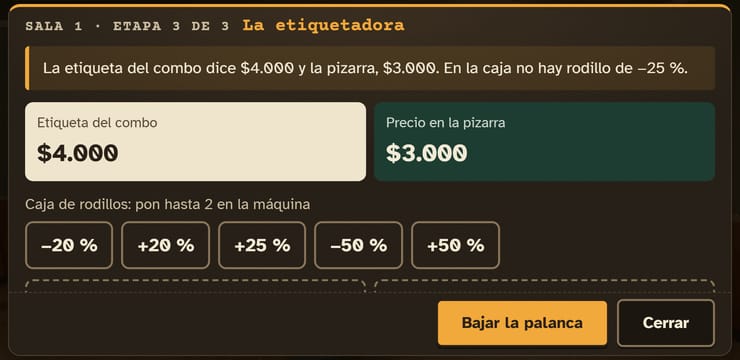 SALA 1 · ETAPA 3 DE 3 La etiquetadora
La etiqueta del combo dice $4.000 y la pizarra, $3.000. En la caja no hay rodillo de −25 %.
Etiqueta del combo
$4.000
Precio en la pizarra
$3.000
Caja de rodillos: pon hasta 2 en la máquina
−20 %
+20 %
+25 %
−50 %
+50 %
Bajar la palanca
Cerrar